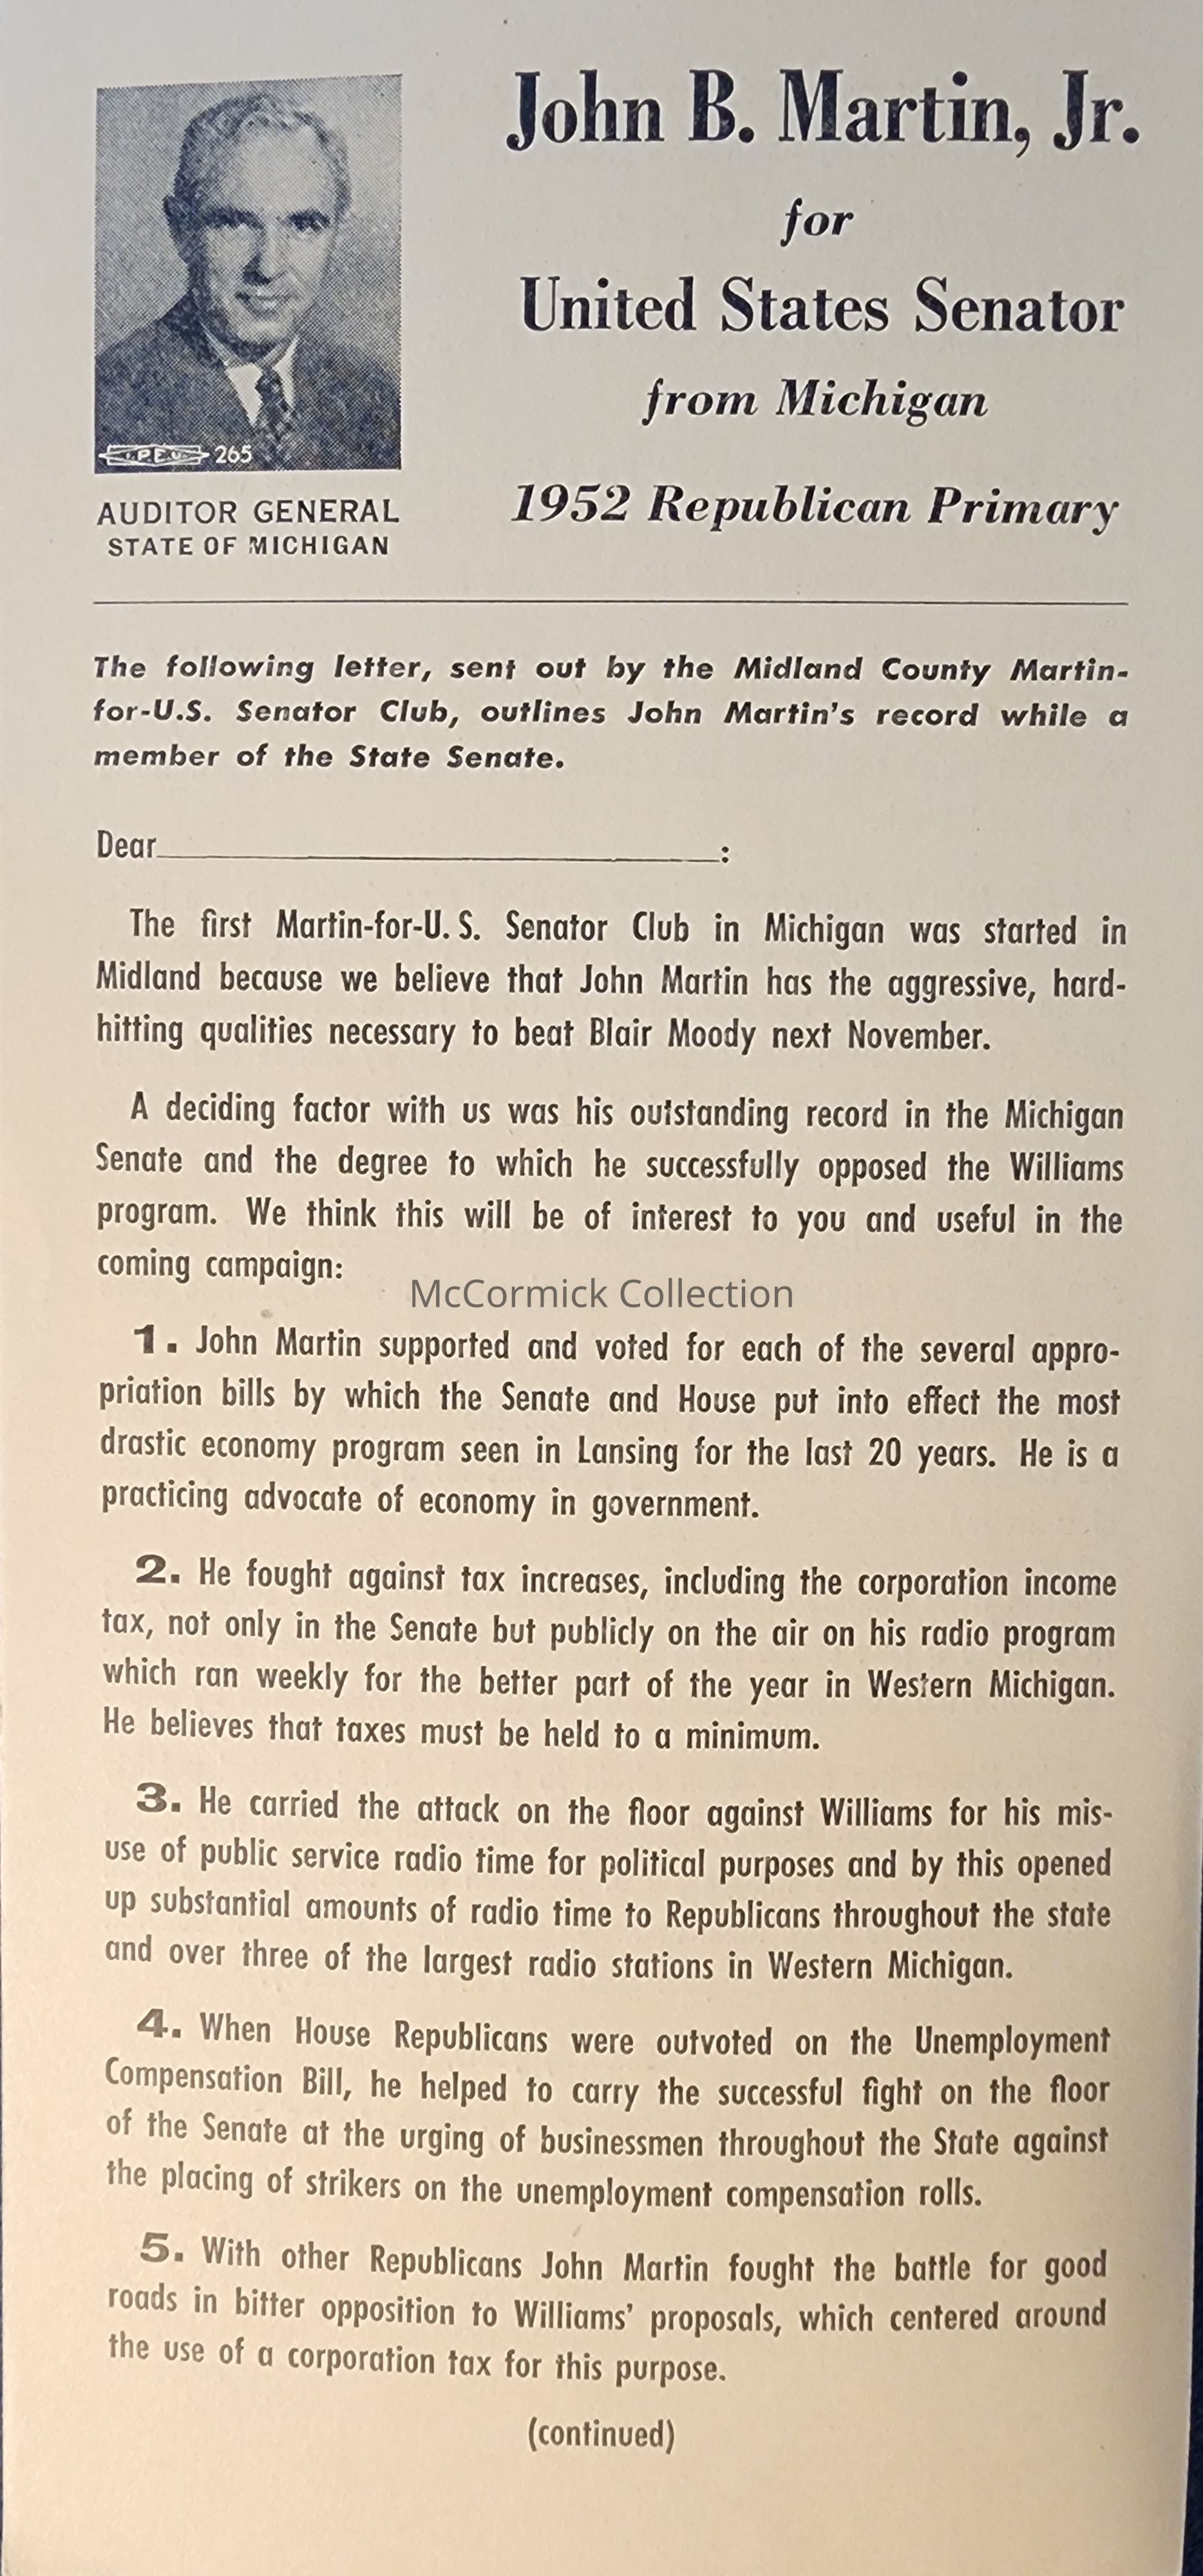 John B. Martin, Jr.
for
United States Senator
from Michigan
1952 Republican Primary
I.P.E.U. 265
AUDITOR GENERAL
STATE OF MICHIGAN
The following letter, sent out by the Midland County Martin-
for-U.S. Senator Club, outlines John Martin's record while a
member of the State Senate.
Dear____________________:
The first Martin-for-U. S. Senator Club in Michigan was started in
Midland because we believe that John Martin has the aggressive, hard-
hitting qualities necessary to beat Blair Moody next November.
A deciding factor with us was his outstanding record in the Michigan
Senate and the degree to which he successfully opposed the Williams
program. We think this will be of interest to you and useful in the
coming campaign:
McCormick Collection
1. John Martin supported and voted for each of the several appro-
priation bills by which the Senate and House put into effect the most
drastic economy program seen in Lansing for the last 20 years. He is a
practicing advocate of economy in government.
2. He fought against tax increases, including the corporation income
tax, not only in the Senate but publicly on the air on his radio program
which ran weekly for the better part of the year in Western Michigan.
He believes that taxes must be held to a minimum.
3. He carried the attack on the floor against Williams for his mis-
use of public service radio time for political purposes and by this opened
up substantial amounts of radio time to Republicans throughout the state
and over three of the largest radio stations in Western Michigan.
4. When House Republicans were outvoted on the Unemployment
Compensation Bill, he helped to carry the successful fight on the floor
of the Senate at the urging of businessmen throughout the State against
the placing of strikers on the unemployment compensation rolls.
5. With other Republicans John Martin fought the battle for good
roads in bitter opposition to Williams' proposals, which centered around
the use of a corporation tax for this purpose.
(continued)